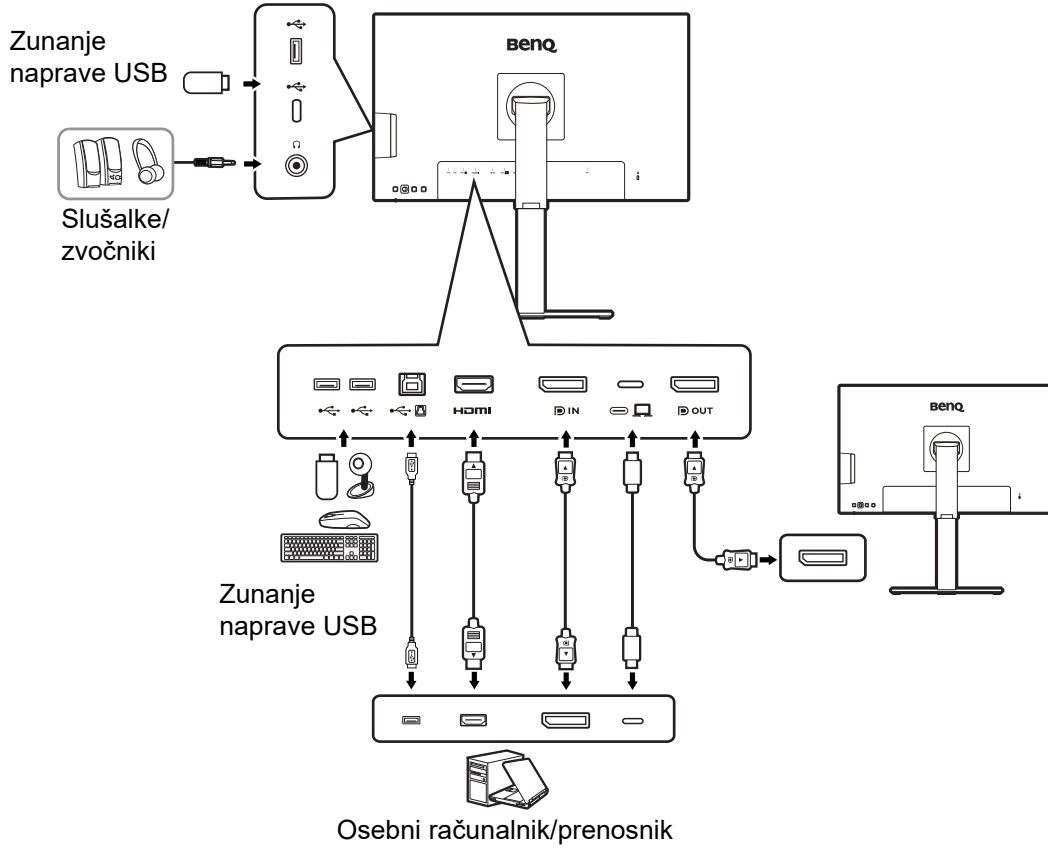 Zunanje
naprave USB
Slušalke/
zvočniki
BenQ
HDMI
IN
OUT
BenQ
Zunanje
naprave USB
Osebni računalnik/prenosnik